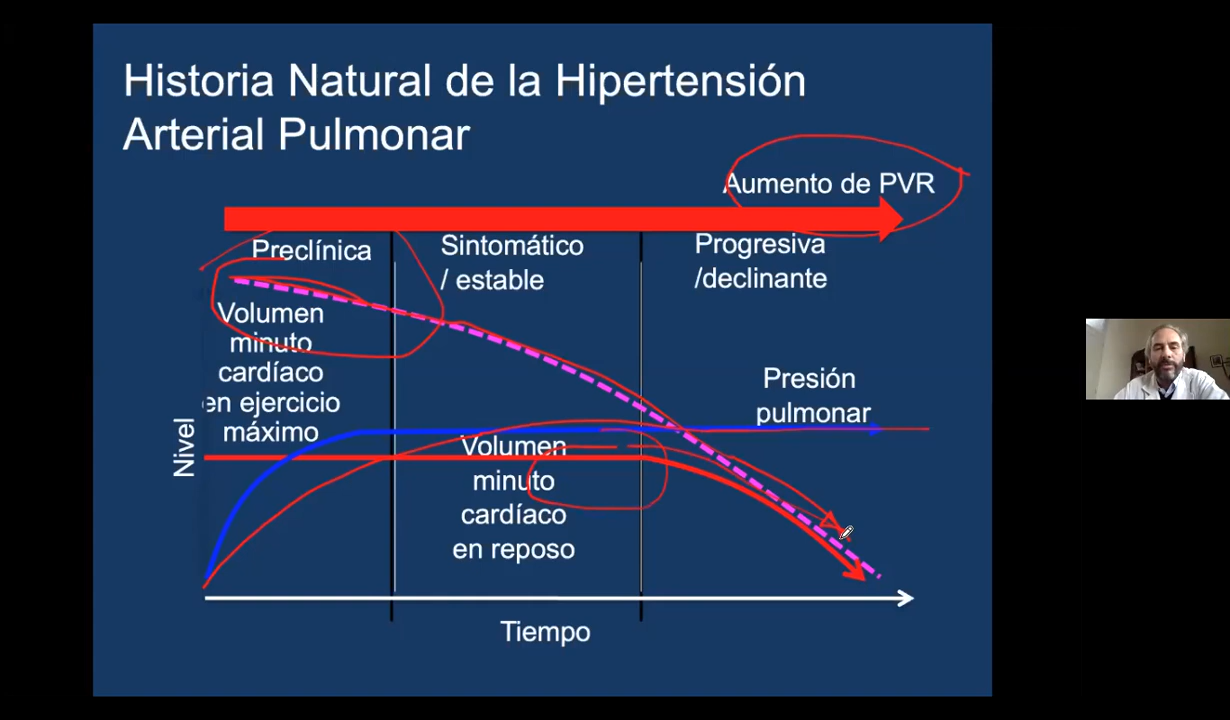 Historia Natural de la Hipertensión
Arterial Pulmonar
Aumento de PVR
Preclínica
Sintomático
/ estable
Progresiva
/declinante
Volumen
minuto
cardíaco
en ejercicio
máximo
Presión
pulmonar
Volumen
minuto
cardíaco
en reposo
Nivel
Tiempo